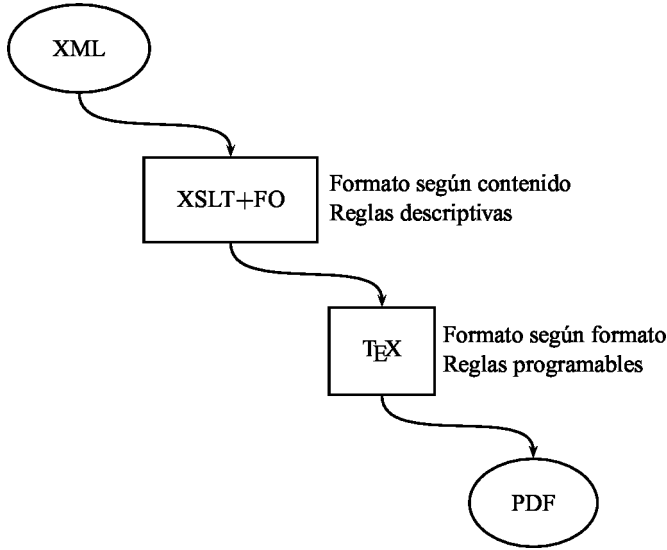 XML
XSLT+FO
Formato según contenido
Reglas descriptivas
TEX
Formato según formato
Reglas programables
PDF